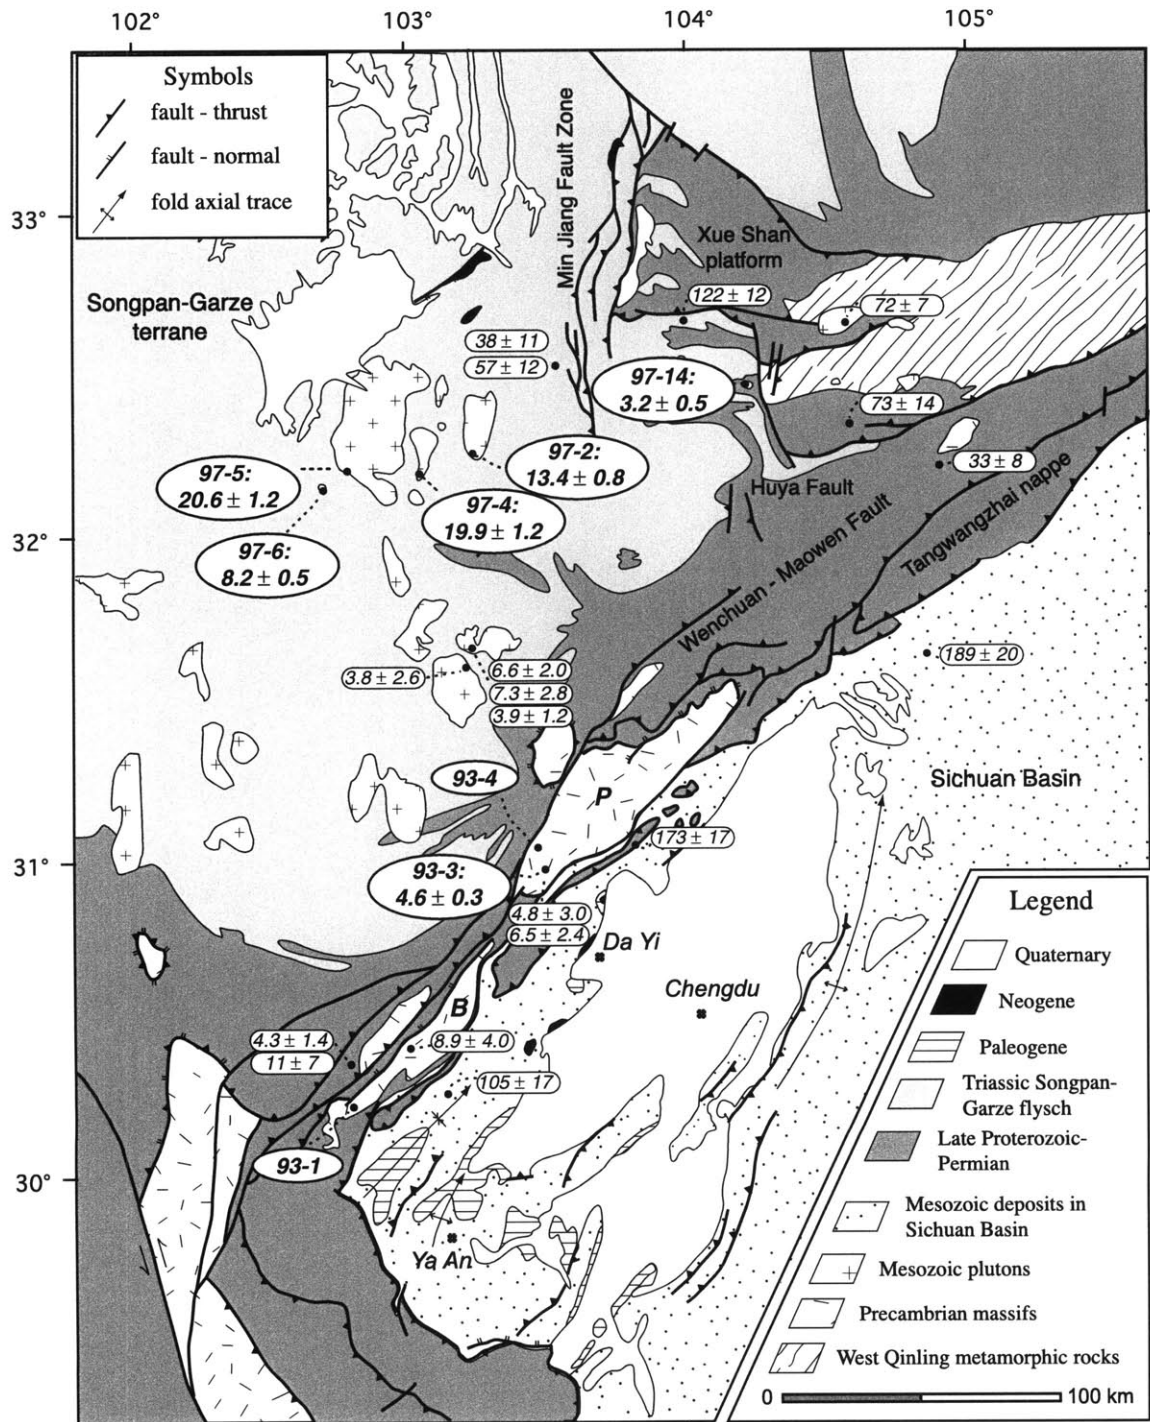 102°
103°
104°
105°
Symbols
fault - thrust
fault - normal
fold axial trace
Min Jiang Fault Zone
33°
Xue Shan
platform
Songpan-Garze
terrane
122 ± 12
72 ± 7
38 ± 11
57 ± 12
97-14:
3.2 ± 0.5
73 ± 14
97-5:
20.6 ± 1.2
97-2:
13.4 ± 0.8
33 ± 8
97-4:
19.9 ± 1.2
Huya Fault
32°
97-6:
8.2 ± 0.5
Wenchuan - Maowen Fault
Tangwangzhai nappe
189 ± 20
3.8 ± 2.6
6.6 ± 2.0
7.3 ± 2.8
3.9 ± 1.2
93-4
P
Sichuan Basin
173 ± 17
31°
93-3:
4.6 ± 0.3
4.8 ± 3.0
6.5 ± 2.4
Da Yi
Chengdu
B
4.3 ± 1.4
11 ± 7
8.9 ± 4.0
105 ± 17
93-1
30°
Ya An
Legend
Quaternary
Neogene
Paleogene
Triassic Songpan-
Garze flysch
Late Proterozoic-
Permian
Mesozoic deposits in
Sichuan Basin
Mesozoic plutons
Precambrian massifs
West Qinling metamorphic rocks
0
100 km